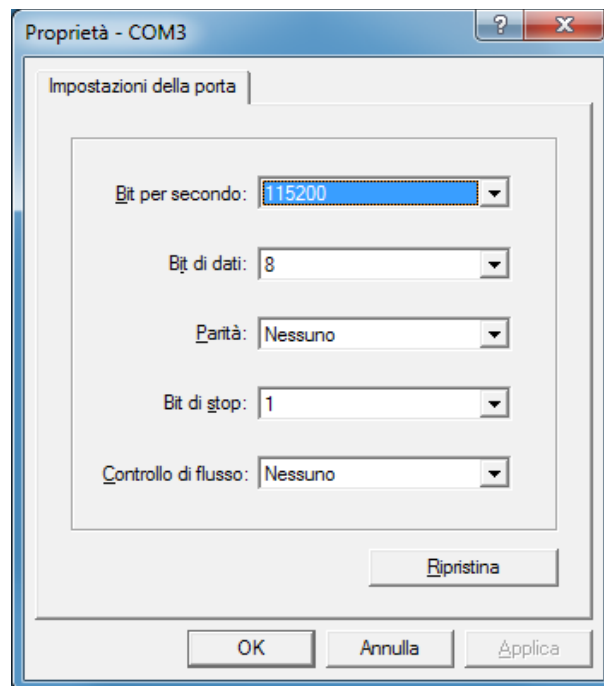 Proprietà - COM3
Impostazioni della porta
Bit per secondo: 115200
Bit di dati: 8
Parità: Nessuno
Bit di stop: 1
Controllo di flusso: Nessuno
Ripristina
OK Annulla Applica